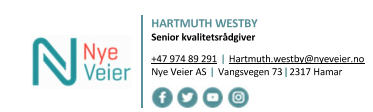 Nye
Veier
HARTMUTH WESTBY
Senior kvalitetsrådgiver
+47 974 89 291 | Hartmuth.westby@nyeveier.no
Nye Veier AS | Vangsvegen 73 | 2317 Hamar